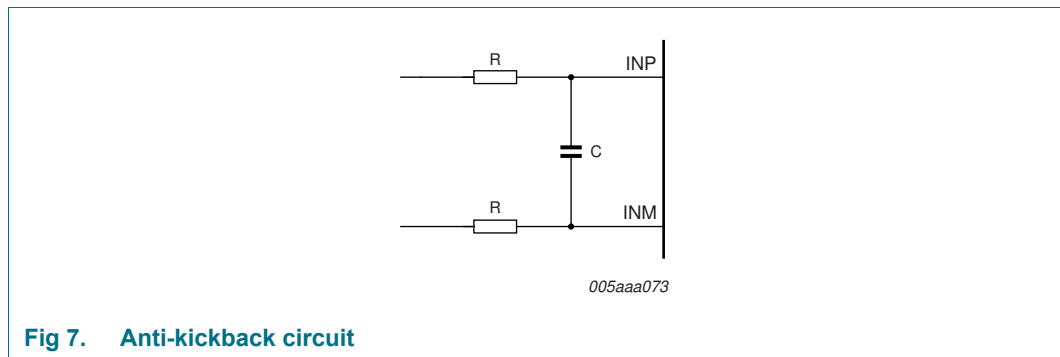 R
INP
C
R
INM
005aaa073
Fig 7. Anti-kickback circuit